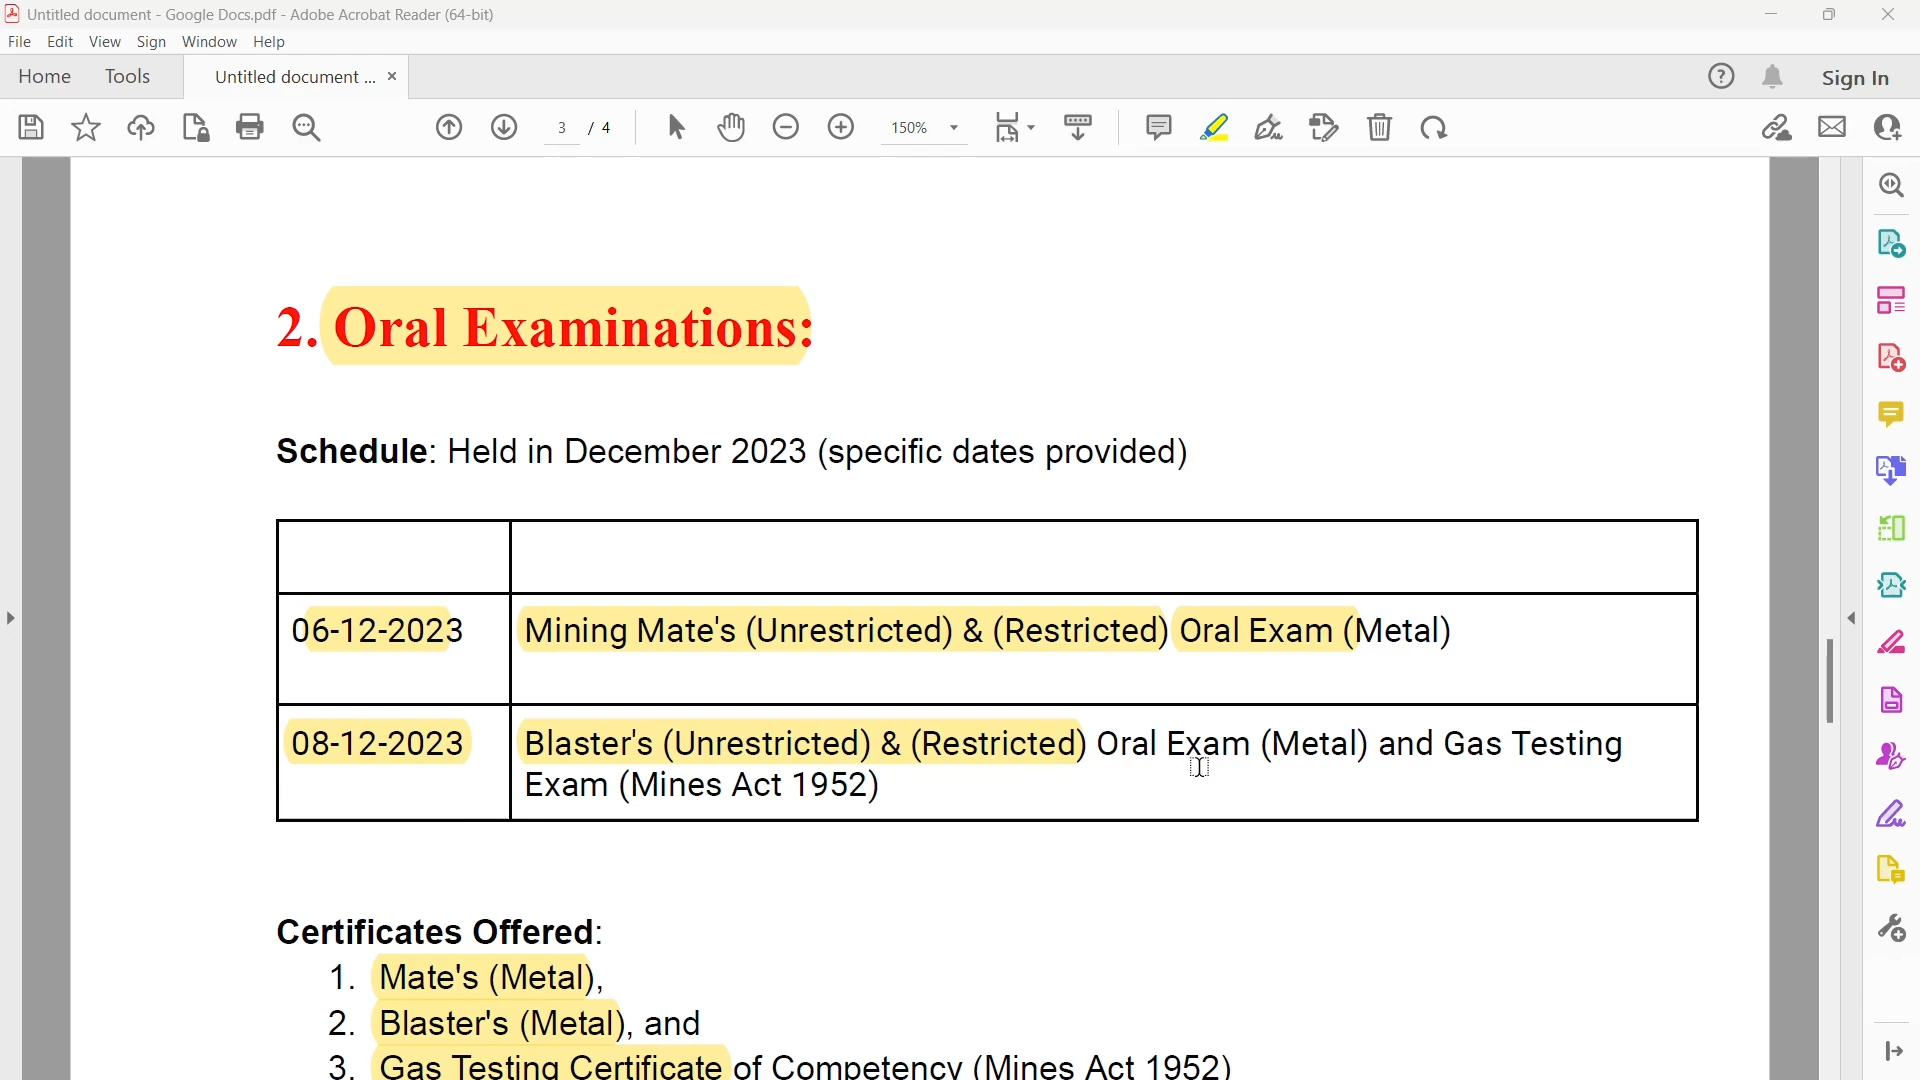 Untitled document - Google Docs.pdf - Adobe Acrobat Reader (64-bit)
File Edit View Sign Window Help
Home Tools Untitled document ... × Sign In
3 / 4 150%
2. Oral Examinations:
Schedule: Held in December 2023 (specific dates provided)
06-12-2023 Mining Mate's (Unrestricted) & (Restricted) Oral Exam (Metal)
08-12-2023 Blaster's (Unrestricted) & (Restricted) Oral Exam (Metal) and Gas Testing
Exam (Mines Act 1952)
Certificates Offered:
1. Mate's (Metal),
2. Blaster's (Metal), and
3. Gas Testing Certificate of Competency (Mines Act 1952)